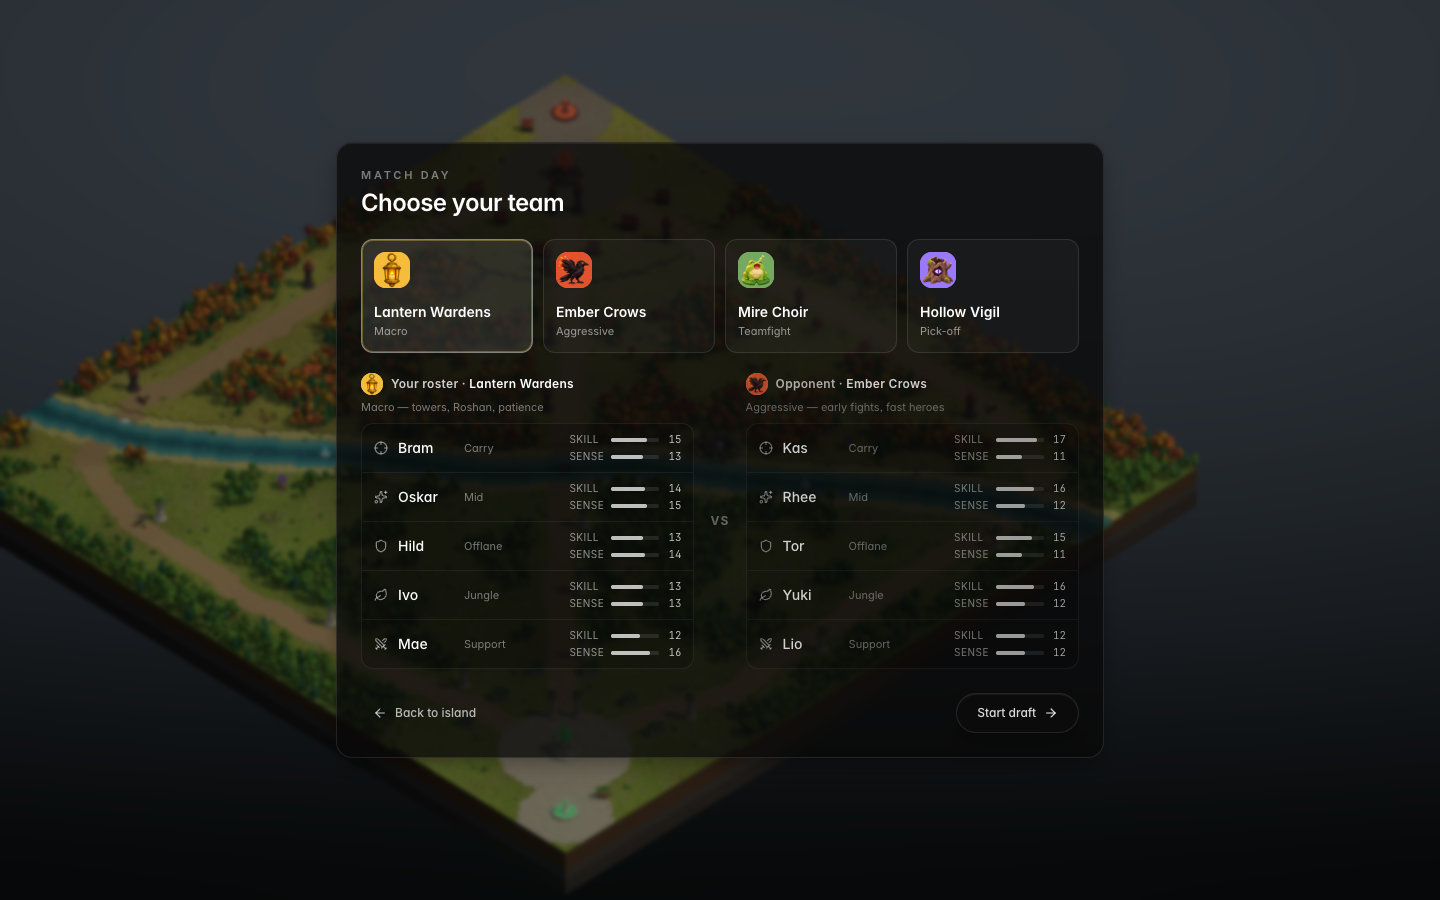 MATCH DAY
Choose your team
Lantern Wardens
Macro
Ember Crows
Aggressive
Mire Choir
Teamfight
Hollow Vigil
Pick-off
Your roster · Lantern Wardens
Macro — towers, Roshan, patience
Bram Carry SKILL 15
SENSE 13
Oskar Mid SKILL 14
SENSE 15
Hild Offlane SKILL 13
SENSE 14
Ivo Jungle SKILL 13
SENSE 13
Mae Support SKILL 12
SENSE 16
VS
Opponent · Ember Crows
Aggressive — early fights, fast heroes
Kas Carry SKILL 17
SENSE 11
Rhee Mid SKILL 16
SENSE 12
Tor Offlane SKILL 15
SENSE 11
Yuki Jungle SKILL 16
SENSE 12
Lio Support SKILL 12
SENSE 12
Back to island
Start draft